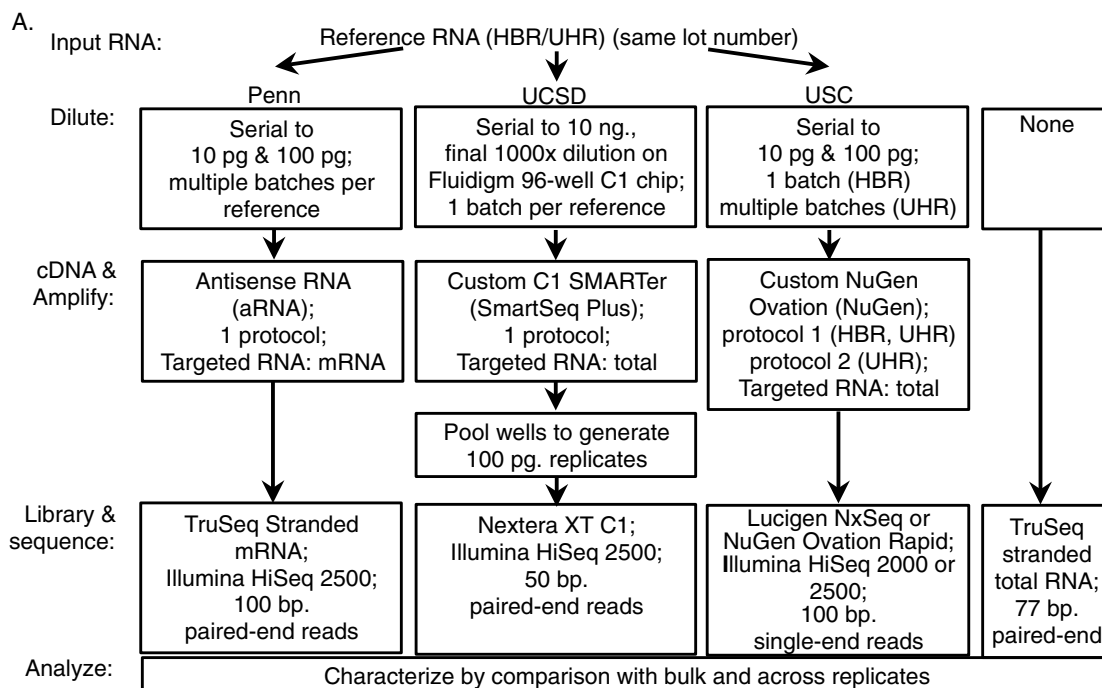 A.
Input RNA:
Reference RNA (HBR/UHR) (same lot number)
Penn
UCSD
USC
Dilute:
Serial to
10 pg & 100 pg;
multiple batches per
reference
Serial to 10 ng.,
final 1000x dilution on
Fluidigm 96-well C1 chip;
1 batch per reference
Serial to
10 pg & 100 pg;
1 batch (HBR)
multiple batches (UHR)
None
cDNA &
Amplify:
Antisense RNA
(aRNA);
1 protocol;
Targeted RNA: mRNA
Custom C1 SMARTer
(SmartSeq Plus);
1 protocol;
Targeted RNA: total
Custom NuGen
Ovation (NuGen);
protocol 1 (HBR, UHR)
protocol 2 (UHR);
Targeted RNA: total
Pool wells to generate
100 pg. replicates
Library &
sequence:
TruSeq Stranded
mRNA;
Illumina HiSeq 2500;
100 bp.
paired-end reads
Nextera XT C1;
Illumina HiSeq 2500;
50 bp.
paired-end reads
Lucigen NxSeq or
NuGen Ovation Rapid;
Illumina HiSeq 2000 or
2500;
100 bp.
single-end reads
TruSeq
stranded
total RNA;
77 bp.
paired-end
Analyze:
Characterize by comparison with bulk and across replicates